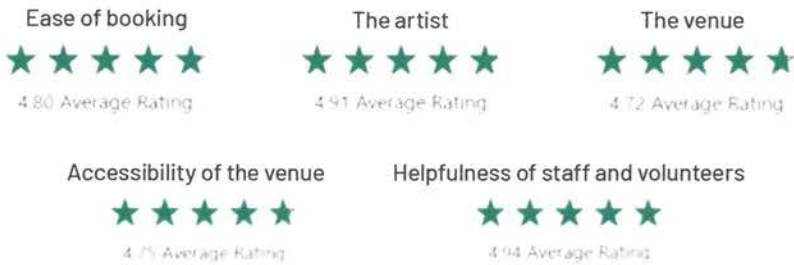 Ease of booking
The artist
The venue
4.80 Average Rating
4.91 Average Rating
4.72 Average Rating
Accessibility of the venue
Helpfulness of staff and volunteers
4.75 Average Rating
4.94 Average Rating